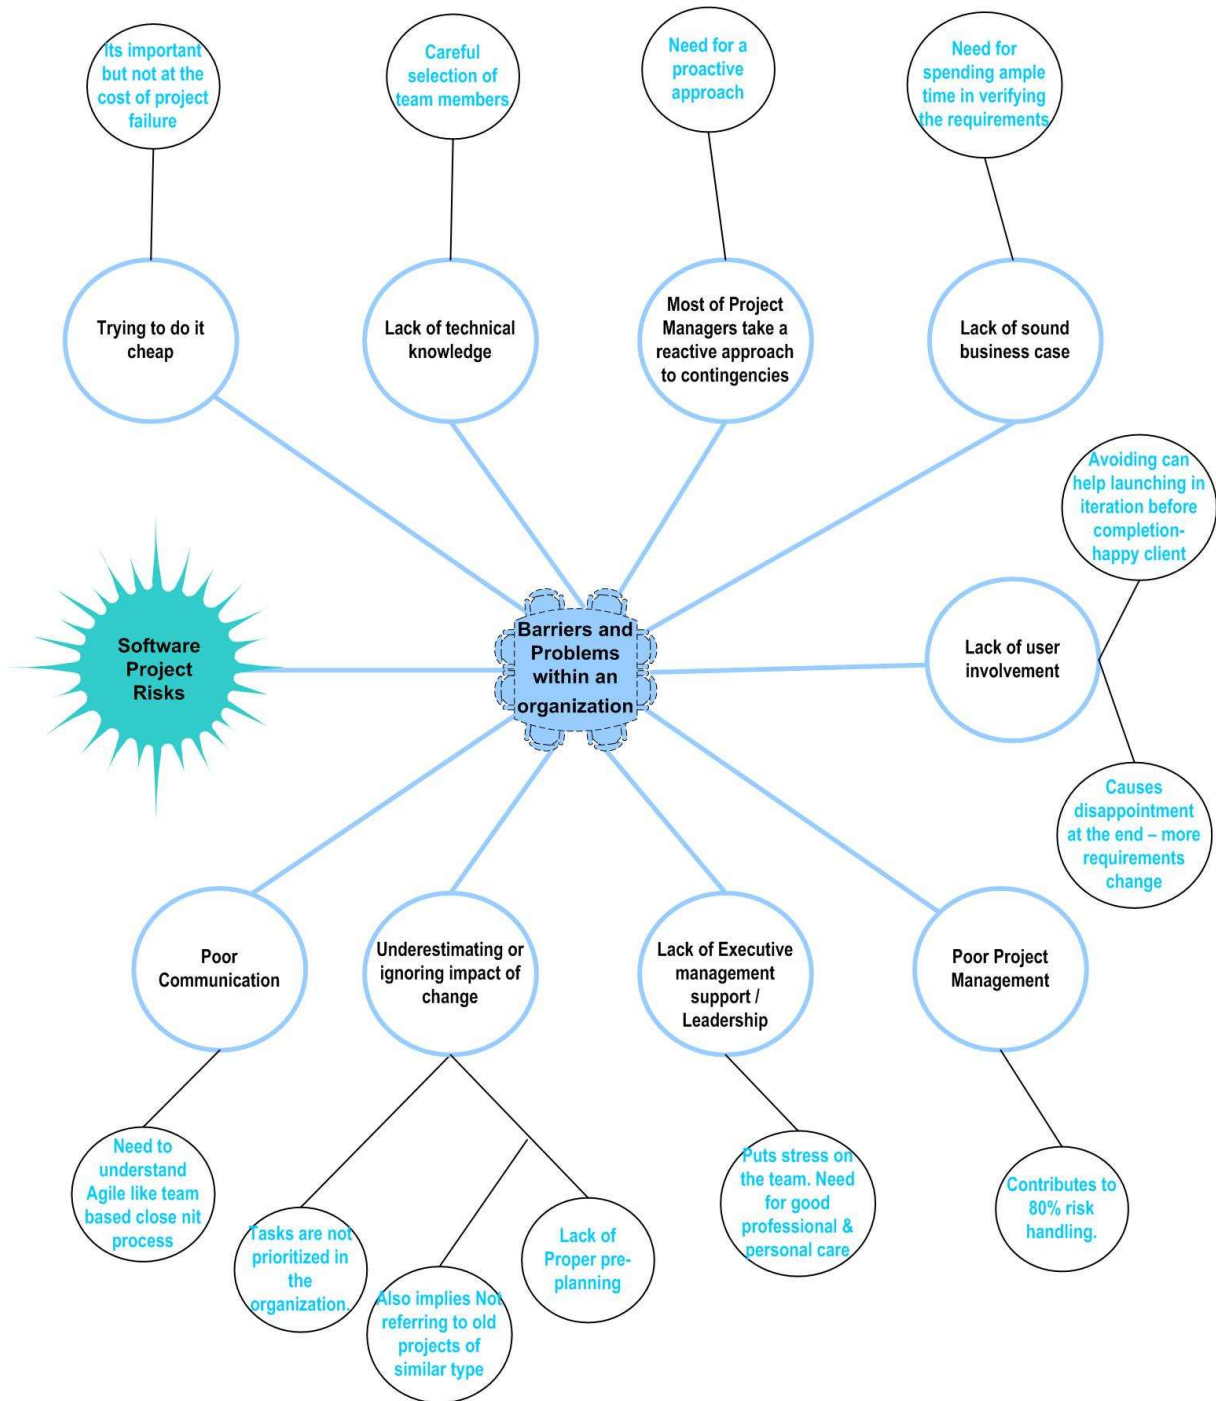 Its important
but not at the
cost of project
failure
Careful
selection of
team members
Need for a
proactive
approach
Need for
spending ample
time in verifying
the requirements
Trying to do it
cheap
Lack of technical
knowledge
Most of Project
Managers take a
reactive approach
to contingencies
Lack of sound
business case
Avoiding can
help launching in
iteration before
completion-
happy client
Software
Project
Risks
Barriers and
Problems
within an
organization
Lack of user
involvement
Causes
disappointment
at the end – more
requirements
change
Poor
Communication
Underestimating or
ignoring impact of
change
Lack of Executive
management
support /
Leadership
Poor Project
Management
Need to
understand
Agile like team
based close nit
process
Tasks are not
prioritized in
the
organization.
Also implies Not
referring to old
projects of
similar type
Lack of
Proper pre-
planning
Puts stress on
the team. Need
for good
professional &
personal care
Contributes to
80% risk
handling.